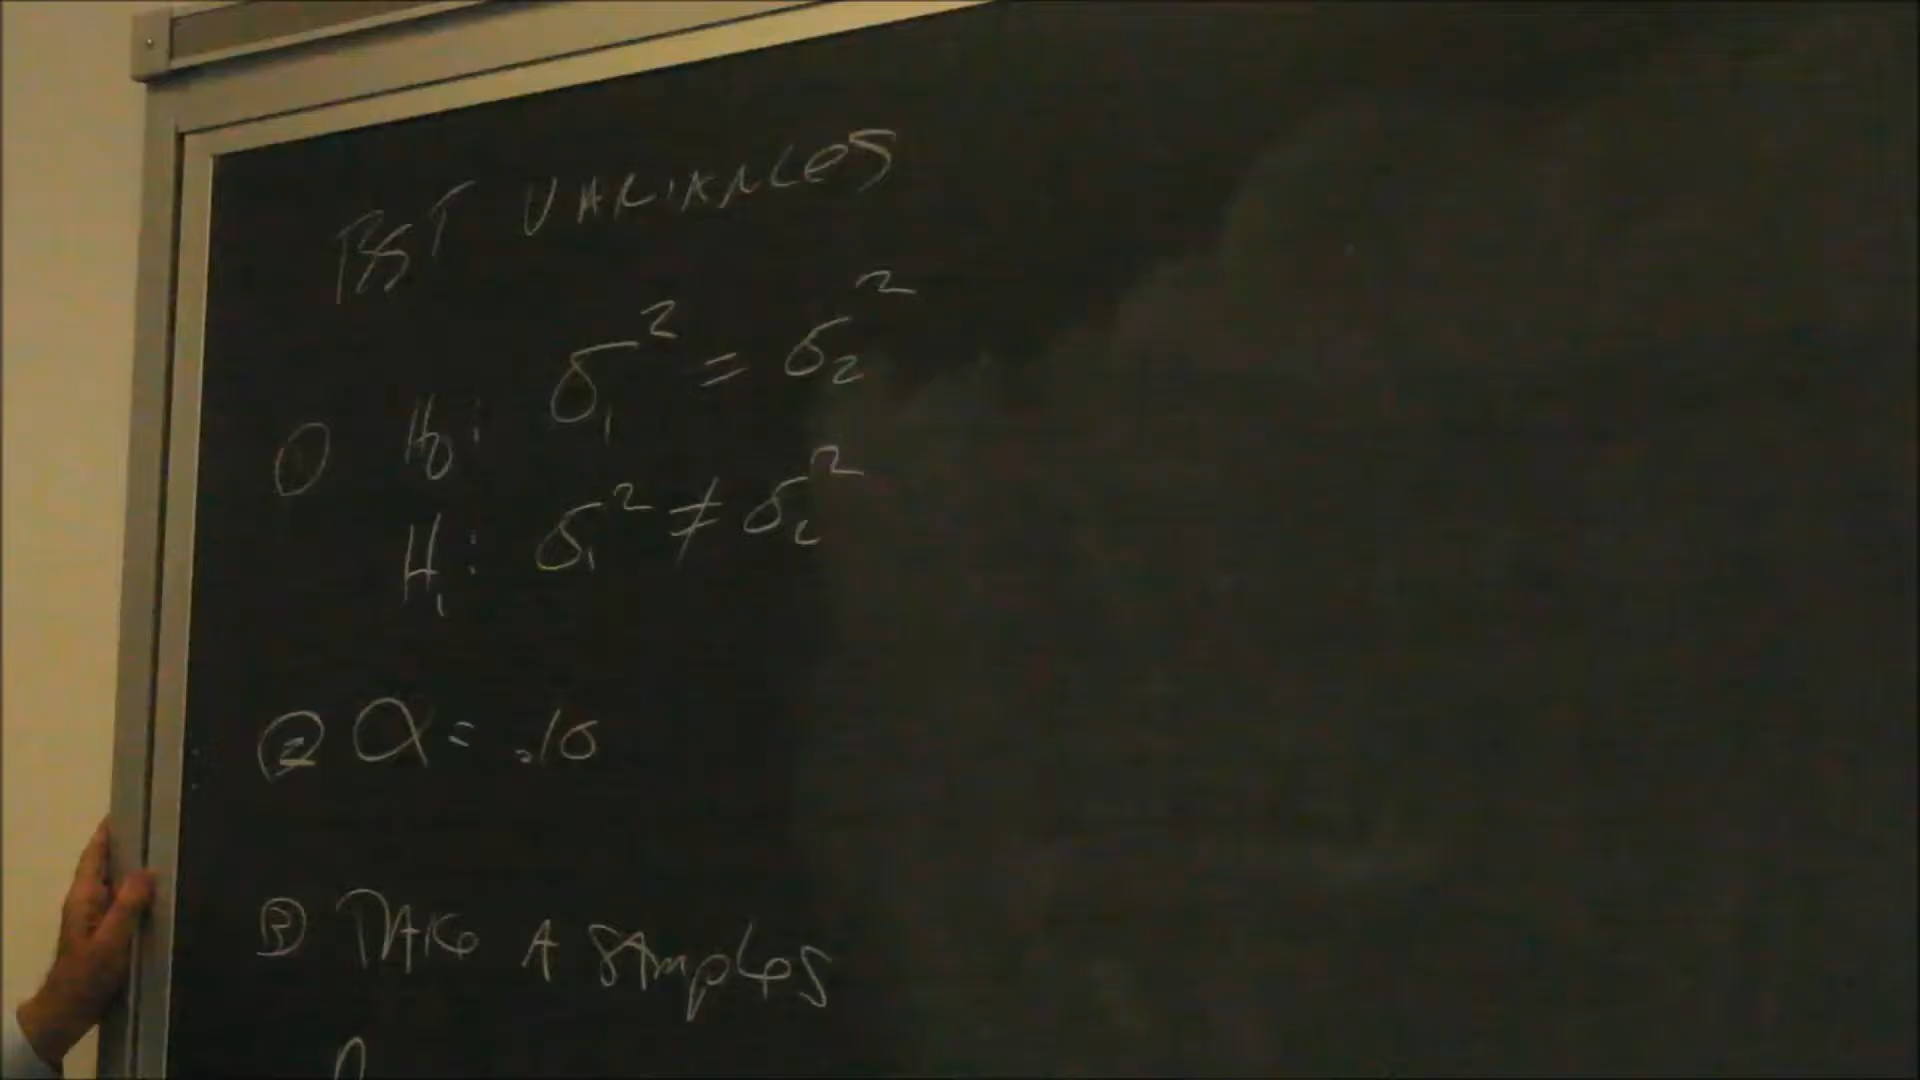 TEST VARIANCES
① H₀: σ₁² = σ₂²
H₁: σ₁² ≠ σ₂²
② α = .10
③ TAKE A SAMPLES